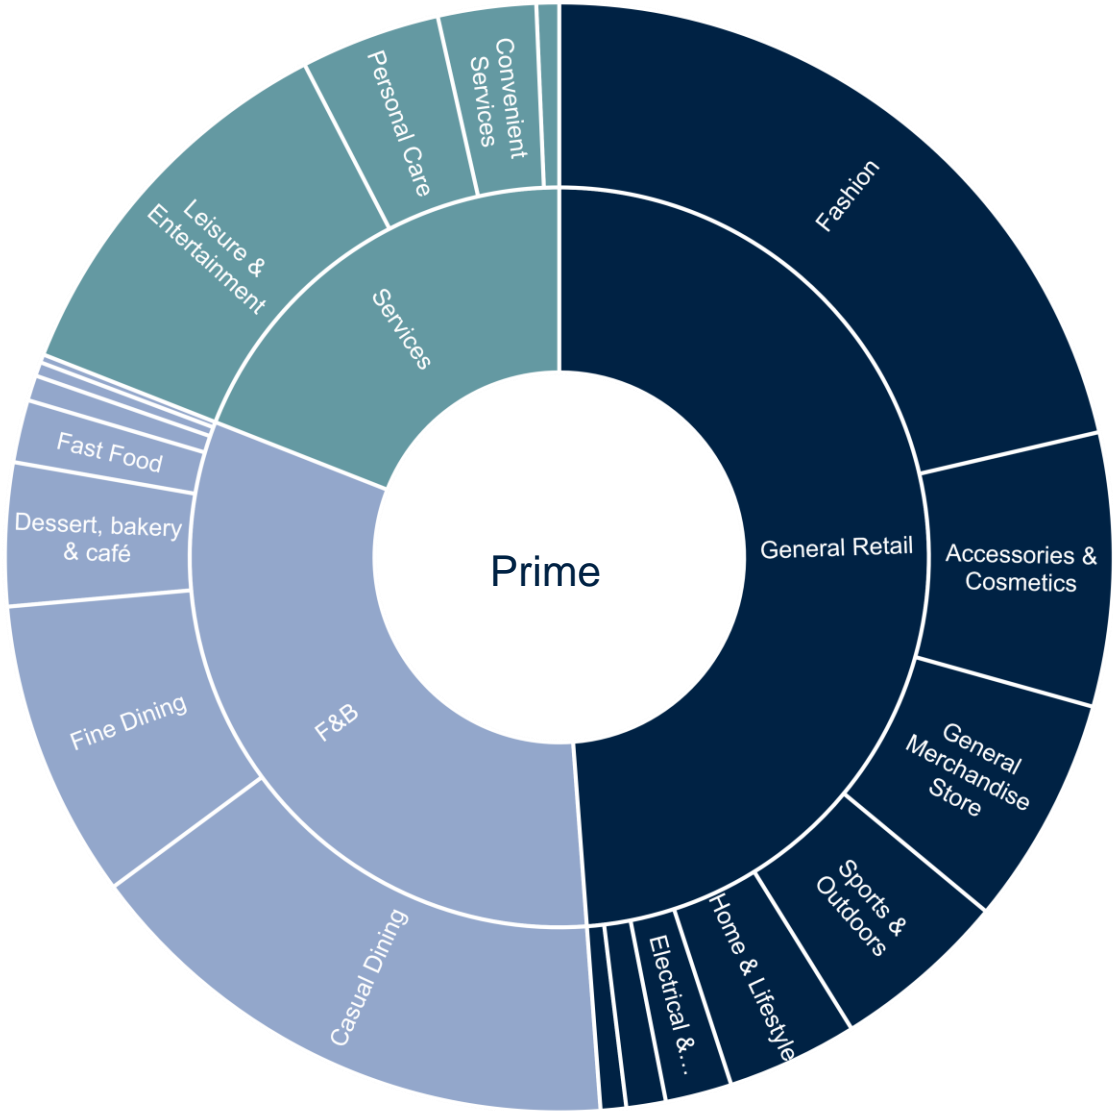 Prime
General Retail
Fashion
Accessories &
Cosmetics
General
Merchandise
Store
Sports &
Outdoors
Home & Lifestyle
Electrical &...
F&B
Casual Dining
Fine Dining
Dessert, bakery
& café
Fast Food
Services
Leisure &
Entertainment
Personal Care
Convenient
Services